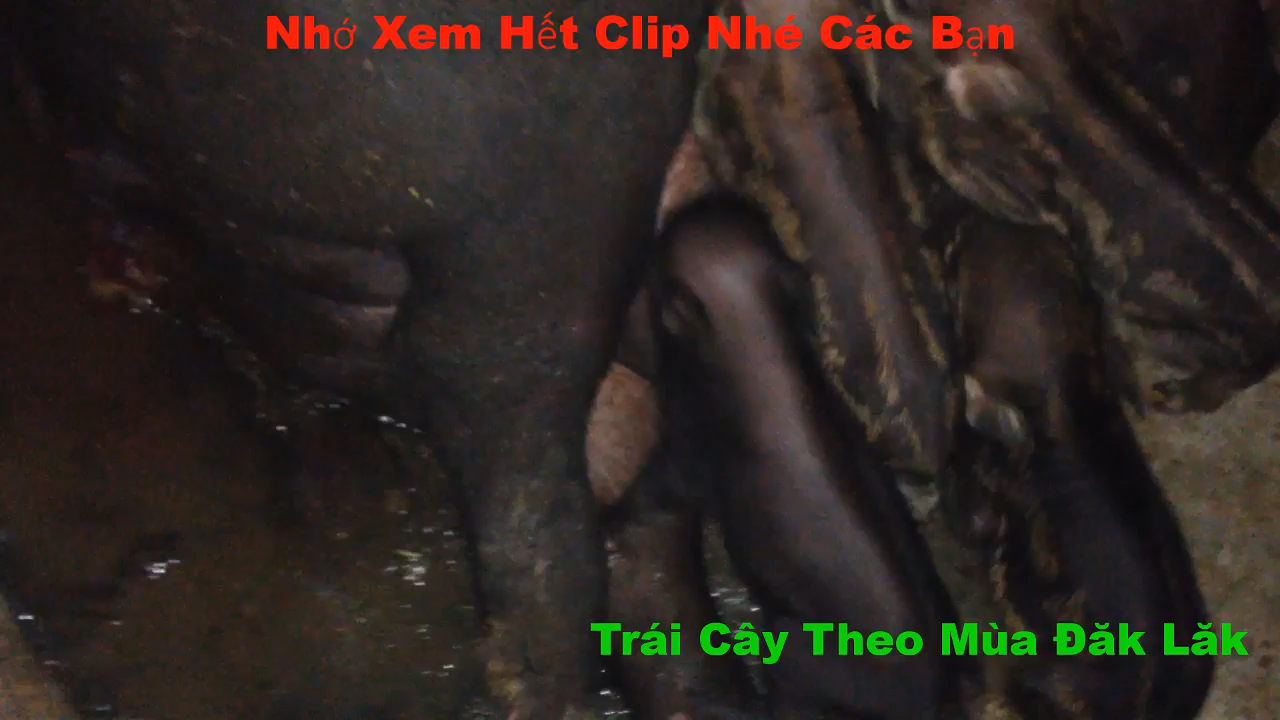 Nhớ Xem Hết Clip Nhé Các Bạn
Trái Cây Theo Mùa Đăk Lăk